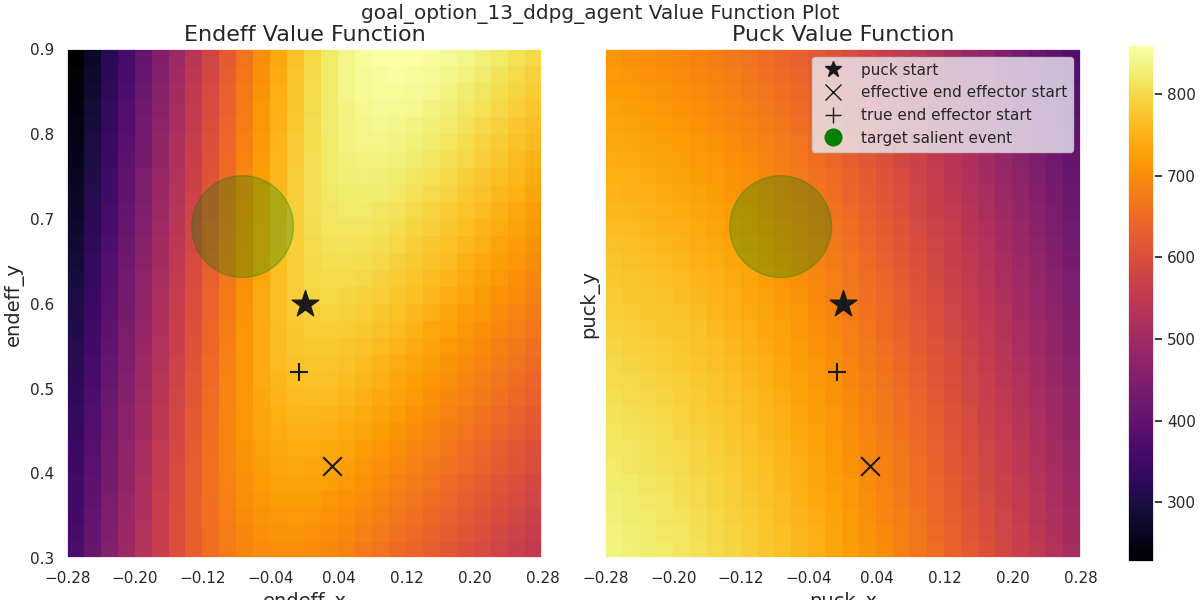 goal_option_13_ddpg_agent Value Function Plot
Endeff Value Function
Puck Value Function
endeff_y
0.9
0.8
0.7
0.6
0.5
0.4
0.3
−0.28 −0.20 −0.12 −0.04 0.04 0.12 0.20 0.28
endeff_x
puck_y
puck start
effective end effector start
true end effector start
target salient event
−0.28 −0.20 −0.12 −0.04 0.04 0.12 0.20 0.28
puck_x
800
700
600
500
400
300